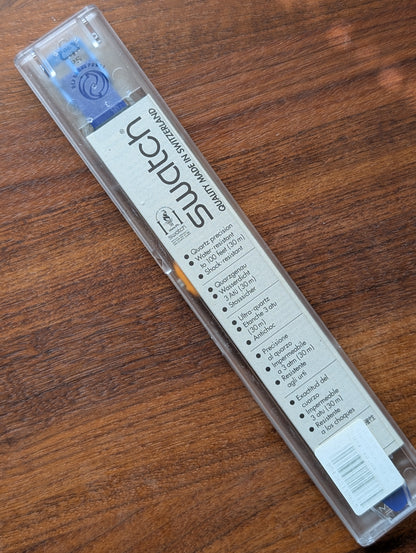 swatch®
QUALITY MADE IN SWITZERLAND
swatch
● Quartz precision
● Water-resistant
to 100 feet (30 m)
● Shock-resistant
● Quarzgenau
● Wasserdicht
3 Atü (30 m)
● Stossicher
● Ultra-quartz
● Etanche 3 atu
(30 m)
● Antichoc
● Precisione
al quarzo
● Impermeabile
a 3 atm (30 m)
● Resistente
agli urti
● Exactitud del
cuarzo
● Impermeable
3 atu (30 m)
● Resistente
a los choques